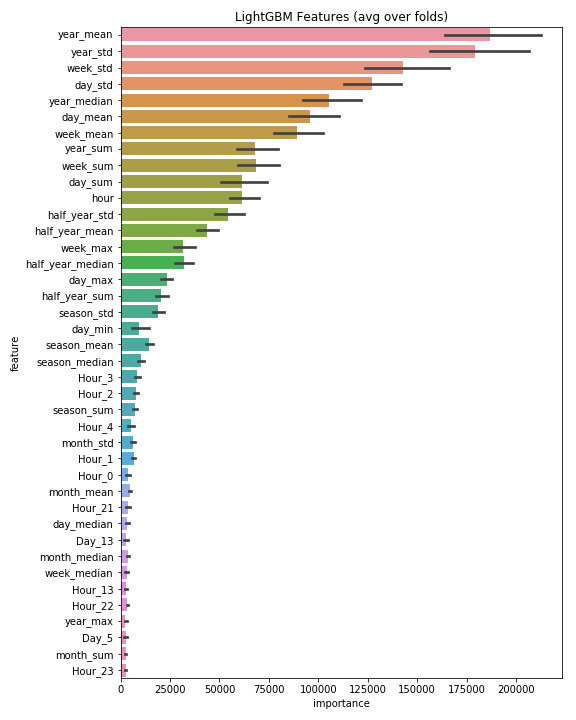 LightGBM Features (avg over folds)
year_mean
year_std
week_std
day_std
year_median
day_mean
week_mean
year_sum
week_sum
day_sum
hour
half_year_std
half_year_mean
week_max
half_year_median
day_max
half_year_sum
season_std
day_min
season_mean
season_median
Hour_3
Hour_2
season_sum
Hour_4
month_std
Hour_1
Hour_0
month_mean
Hour_21
day_median
Day_13
month_median
week_median
Hour_13
Hour_22
year_max
Day_5
month_sum
Hour_23
feature
0 25000 50000 75000 100000 125000 150000 175000 200000
importance